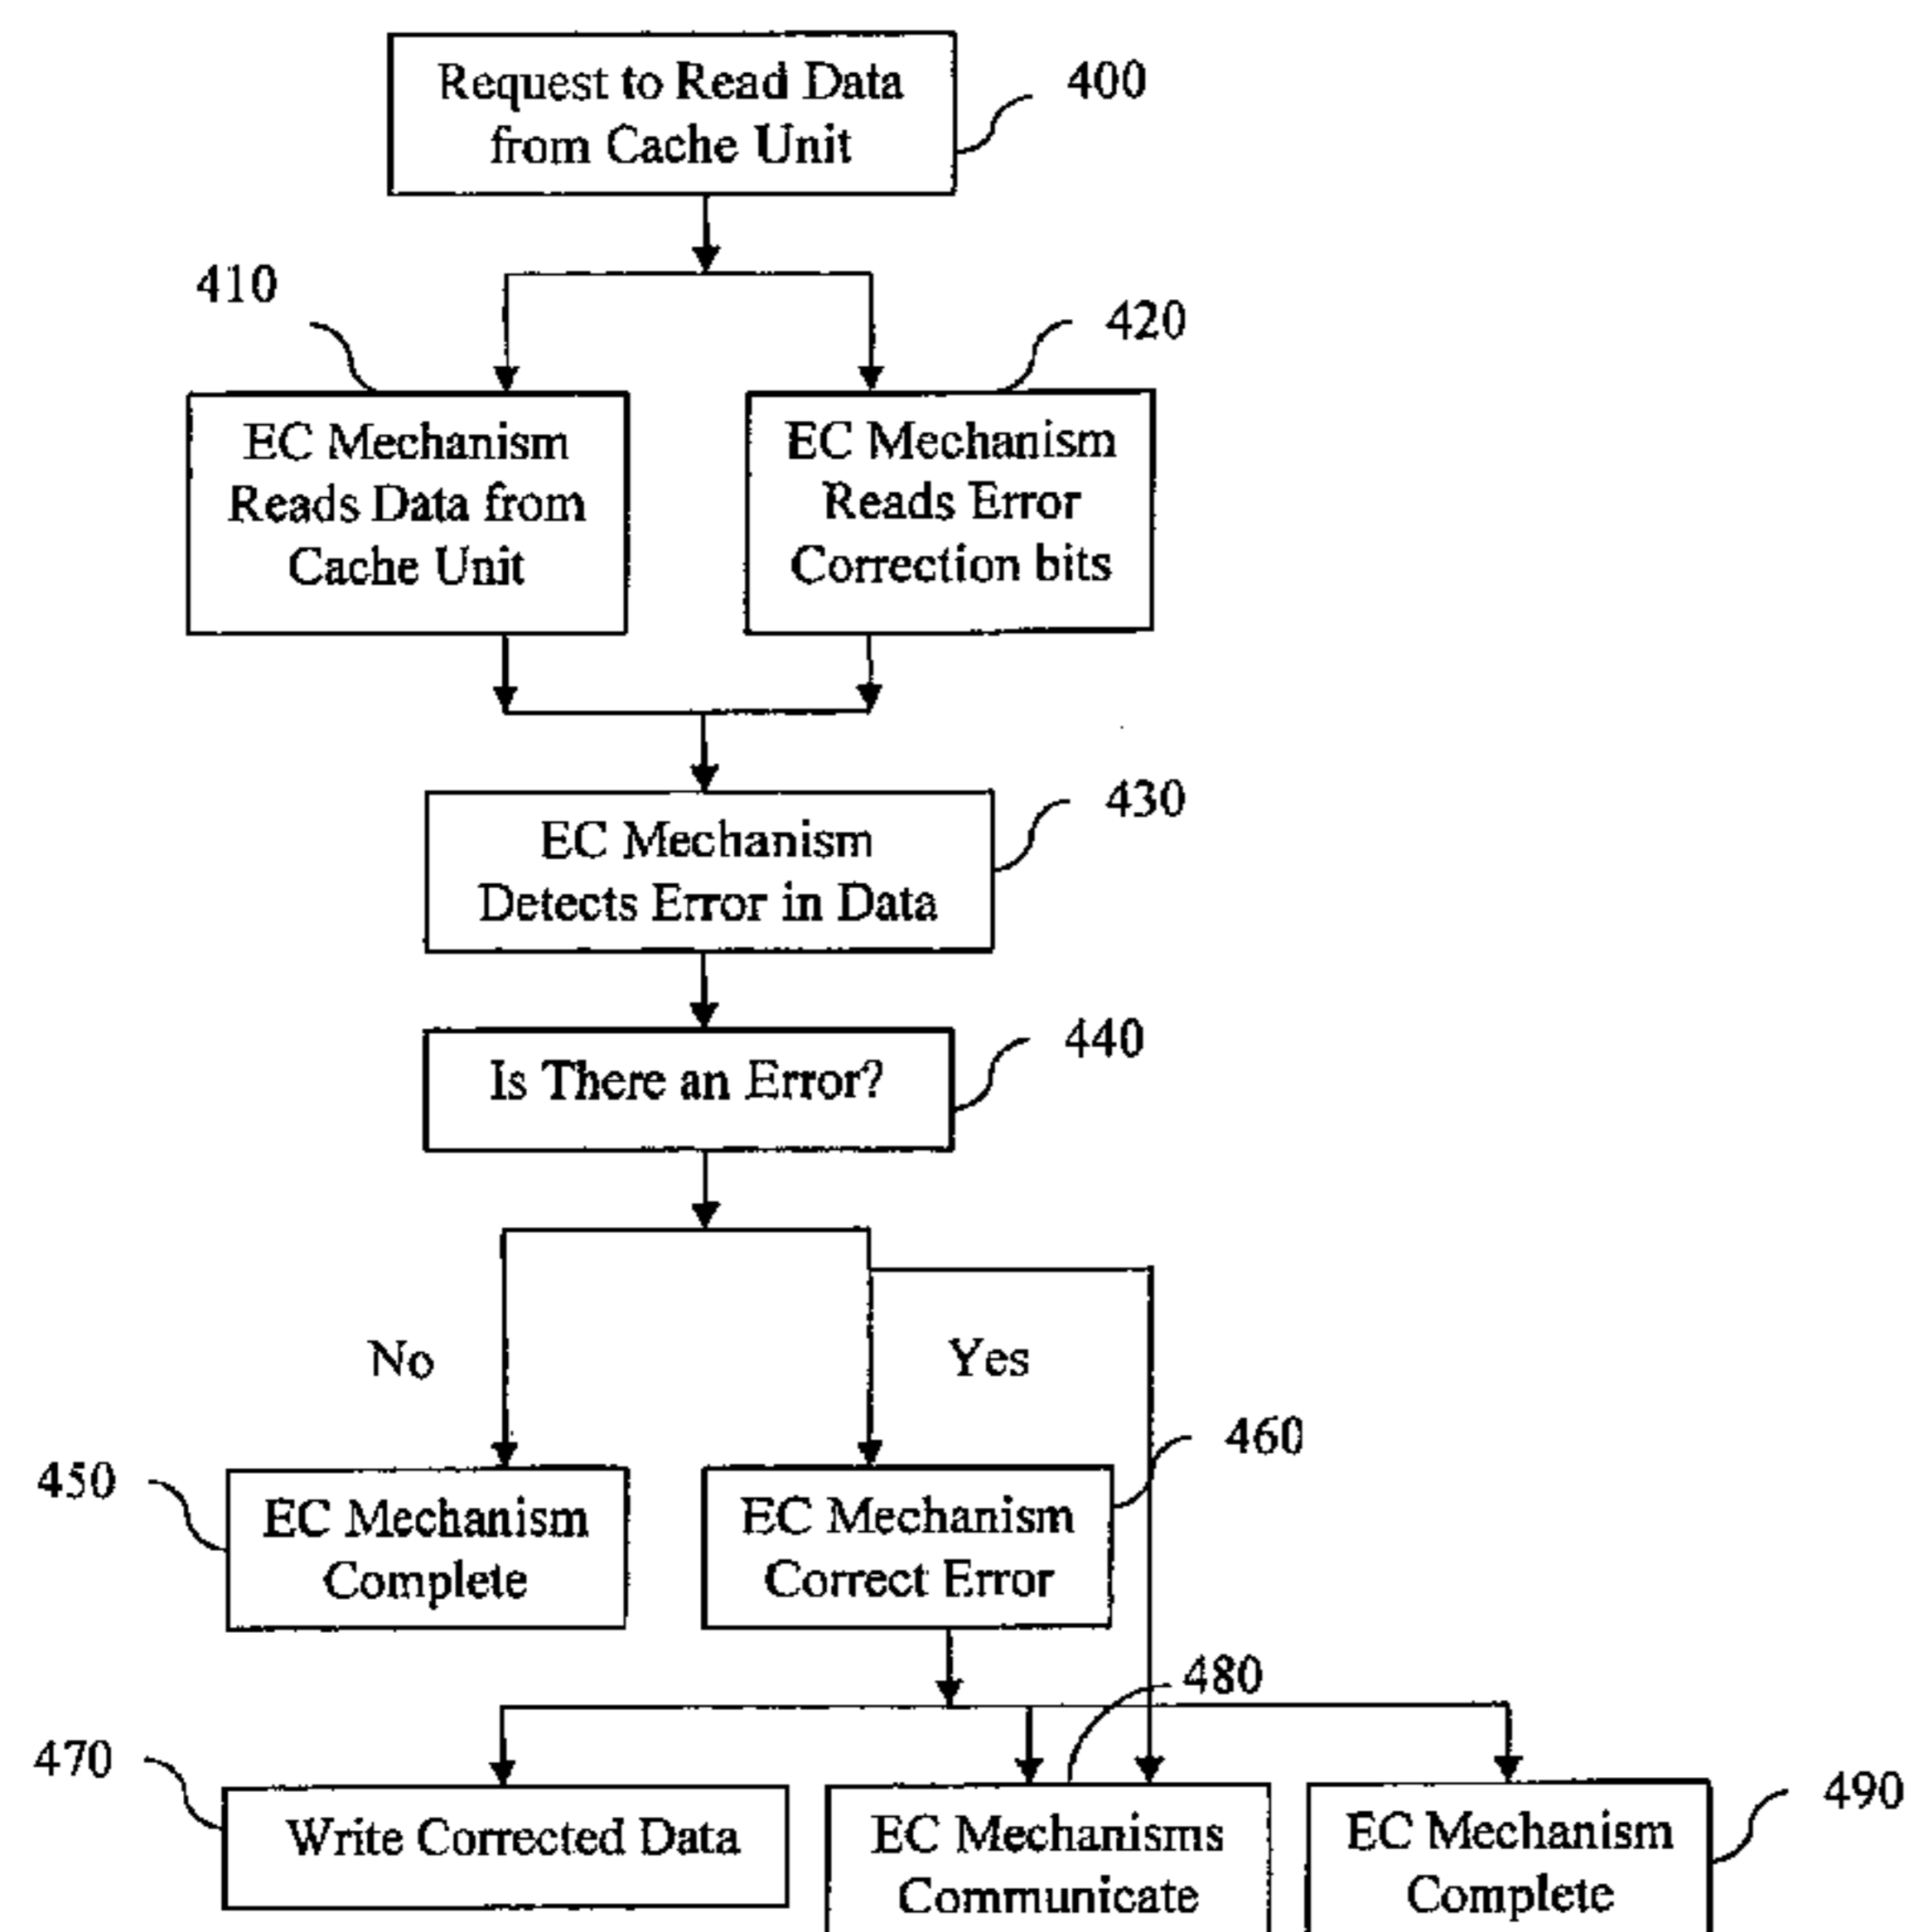 Request to Read Data
from Cache Unit
400
410
420
EC Mechanism
Reads Data from
Cache Unit
EC Mechanism
Reads Error
Correction bits
430
EC Mechanism
Detects Error in Data
440
Is There an Error?
No
Yes
460
450
EC Mechanism
Complete
EC Mechanism
Correct Error
480
470
Write Corrected Data
EC Mechanisms
Communicate
EC Mechanism
Complete
490